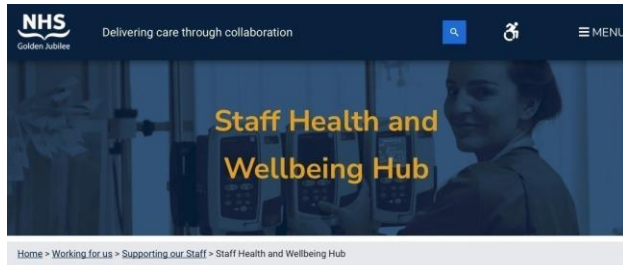 NHS
Golden Jubilee
Delivering care through collaboration
MENU
Staff Health and
Wellbeing Hub
Home > Working for us > Supporting our Staff > Staff Health and Wellbeing Hub